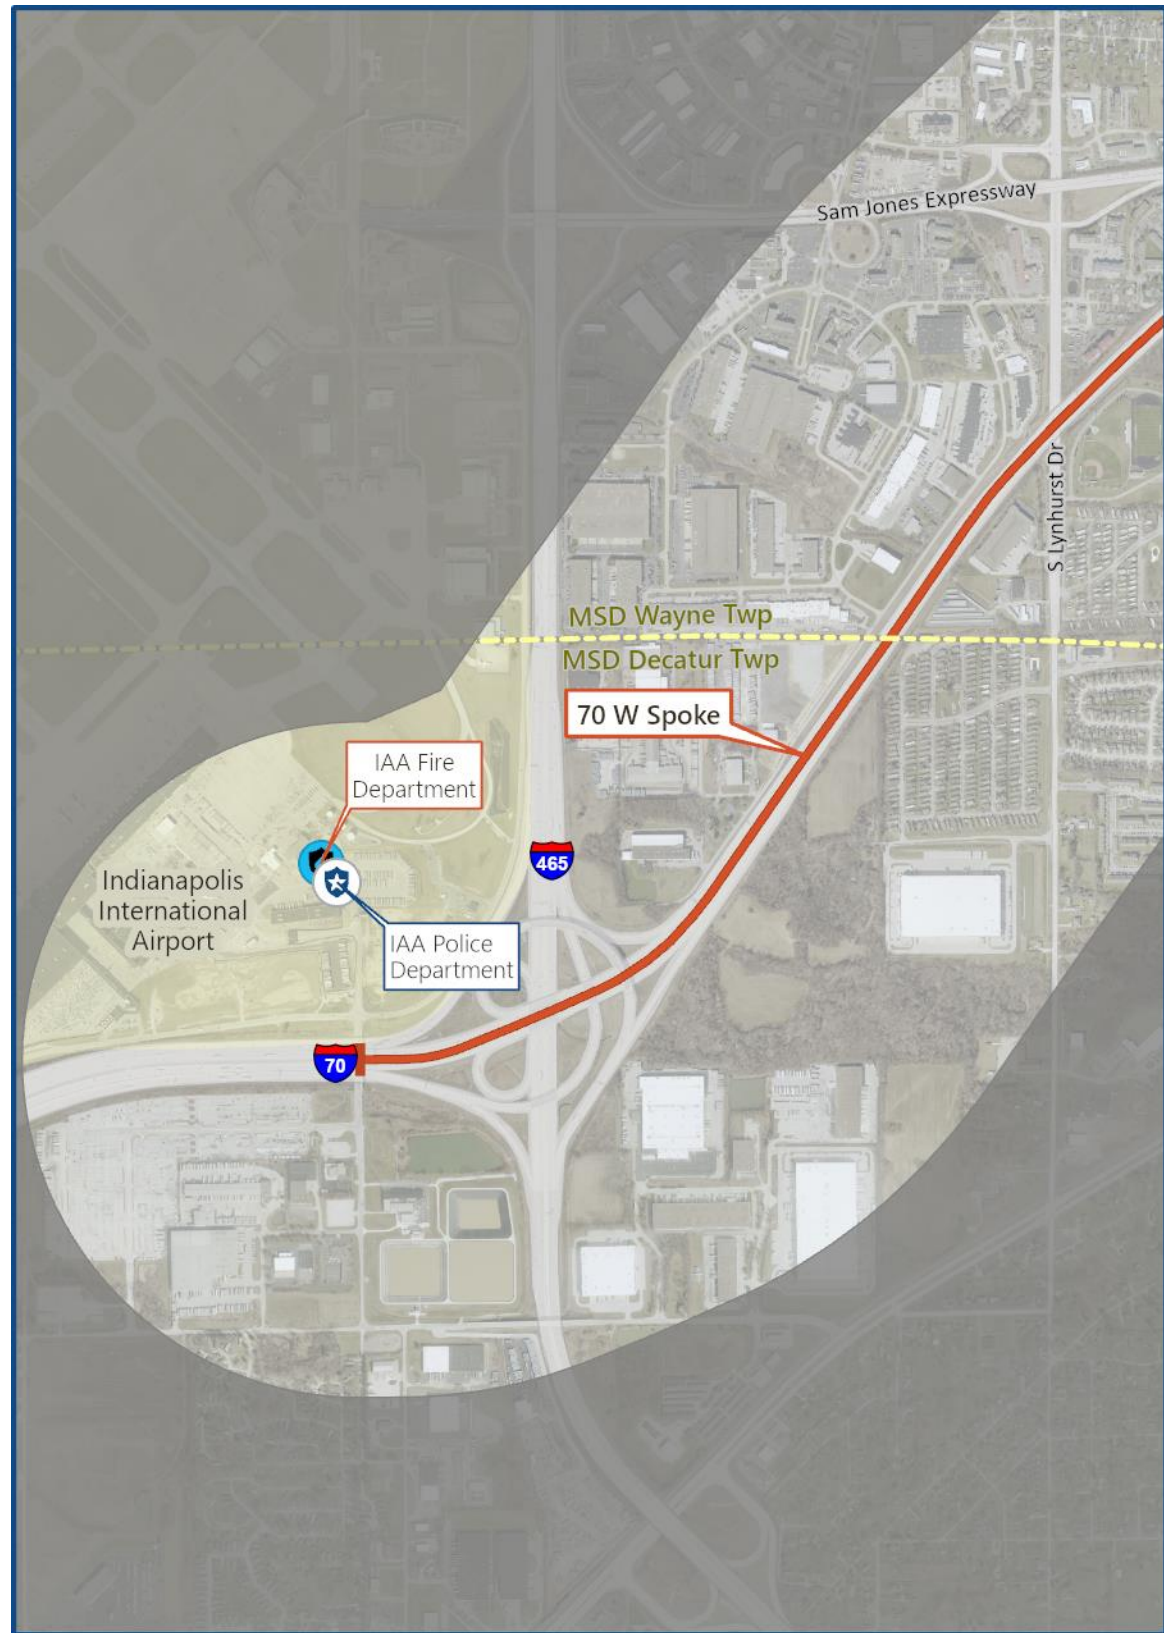 Sam Jones Expressway
S Lynhurst Dr
MSD Wayne Twp
MSD Decatur Twp
70 W Spoke
IAA Fire
Department
465
Indianapolis
International
Airport
IAA Police
Department
70